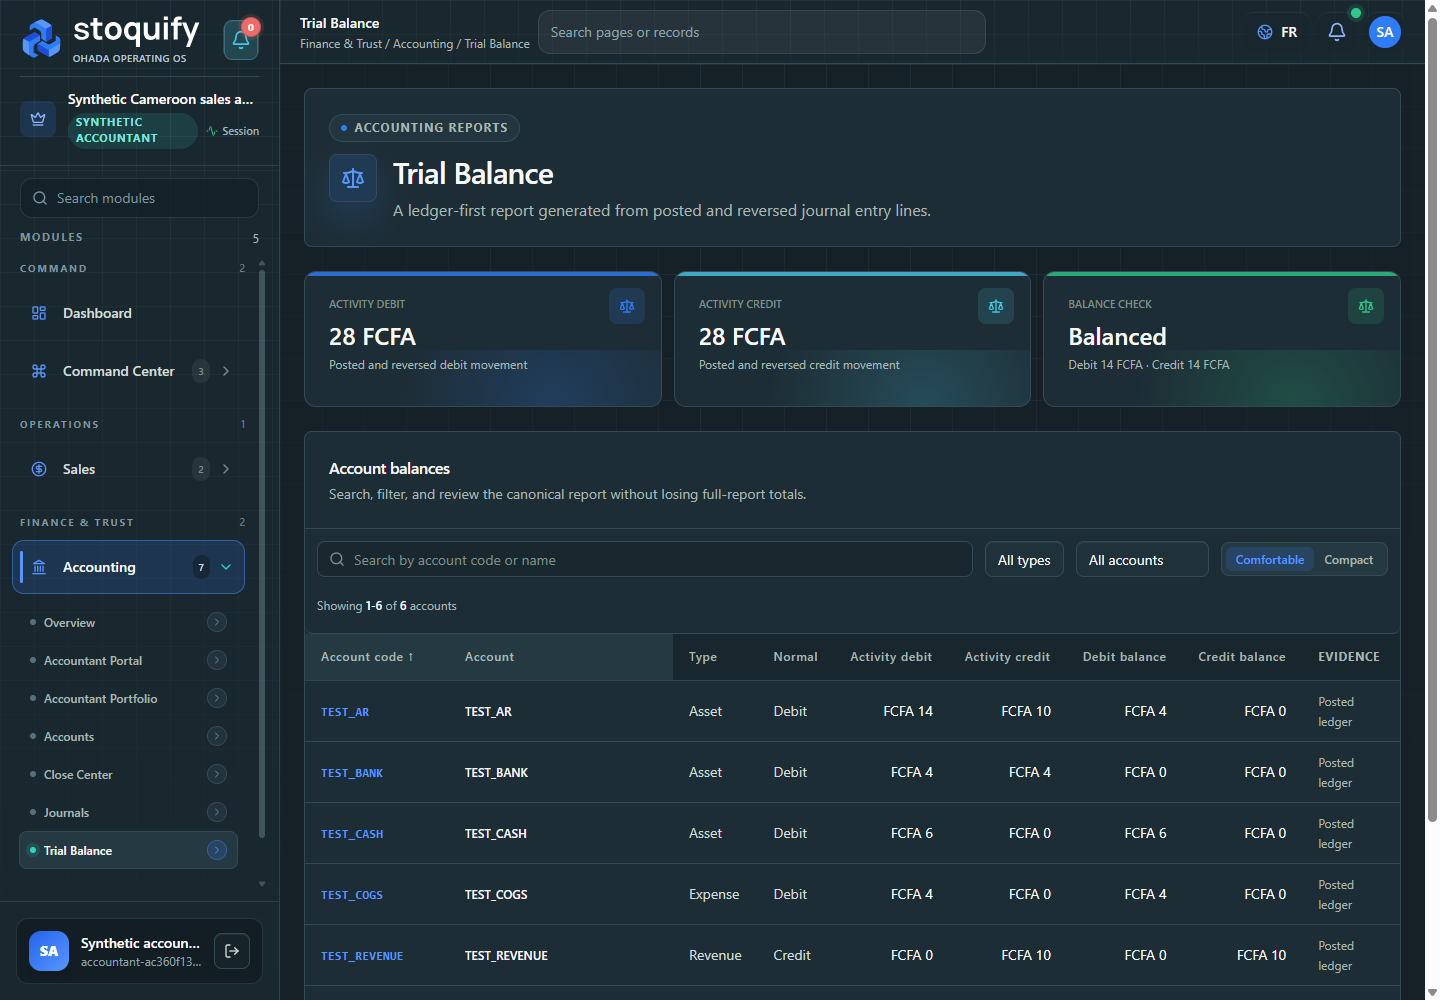 stoquify
OHADA OPERATING OS
0
Synthetic Cameroon sales a...
SYNTHETIC ACCOUNTANT
Session
Search modules
MODULES 5
COMMAND 2
Dashboard
Command Center 3
OPERATIONS 1
Sales 2
FINANCE & TRUST 2
Accounting 7
Overview
Accountant Portal
Accountant Portfolio
Accounts
Close Center
Journals
Trial Balance
SA
Synthetic accoun...
accountant-ac360f13...
Trial Balance
Finance & Trust / Accounting / Trial Balance
Search pages or records
FR
SA
ACCOUNTING REPORTS
Trial Balance
A ledger-first report generated from posted and reversed journal entry lines.
ACTIVITY DEBIT
28 FCFA
Posted and reversed debit movement
ACTIVITY CREDIT
28 FCFA
Posted and reversed credit movement
BALANCE CHECK
Balanced
Debit 14 FCFA · Credit 14 FCFA
Account balances
Search, filter, and review the canonical report without losing full-report totals.
Search by account code or name
All types
All accounts
Comfortable
Compact
Showing 1-6 of 6 accounts
Account code ↑ Account Type Normal Activity debit Activity credit Debit balance Credit balance EVIDENCE
TEST_AR TEST_AR Asset Debit FCFA 14 FCFA 10 FCFA 4 FCFA 0 Posted ledger
TEST_BANK TEST_BANK Asset Debit FCFA 4 FCFA 4 FCFA 0 FCFA 0 Posted ledger
TEST_CASH TEST_CASH Asset Debit FCFA 6 FCFA 0 FCFA 6 FCFA 0 Posted ledger
TEST_COGS TEST_COGS Expense Debit FCFA 4 FCFA 0 FCFA 4 FCFA 0 Posted ledger
TEST_REVENUE TEST_REVENUE Revenue Credit FCFA 0 FCFA 10 FCFA 0 FCFA 10 Posted ledger